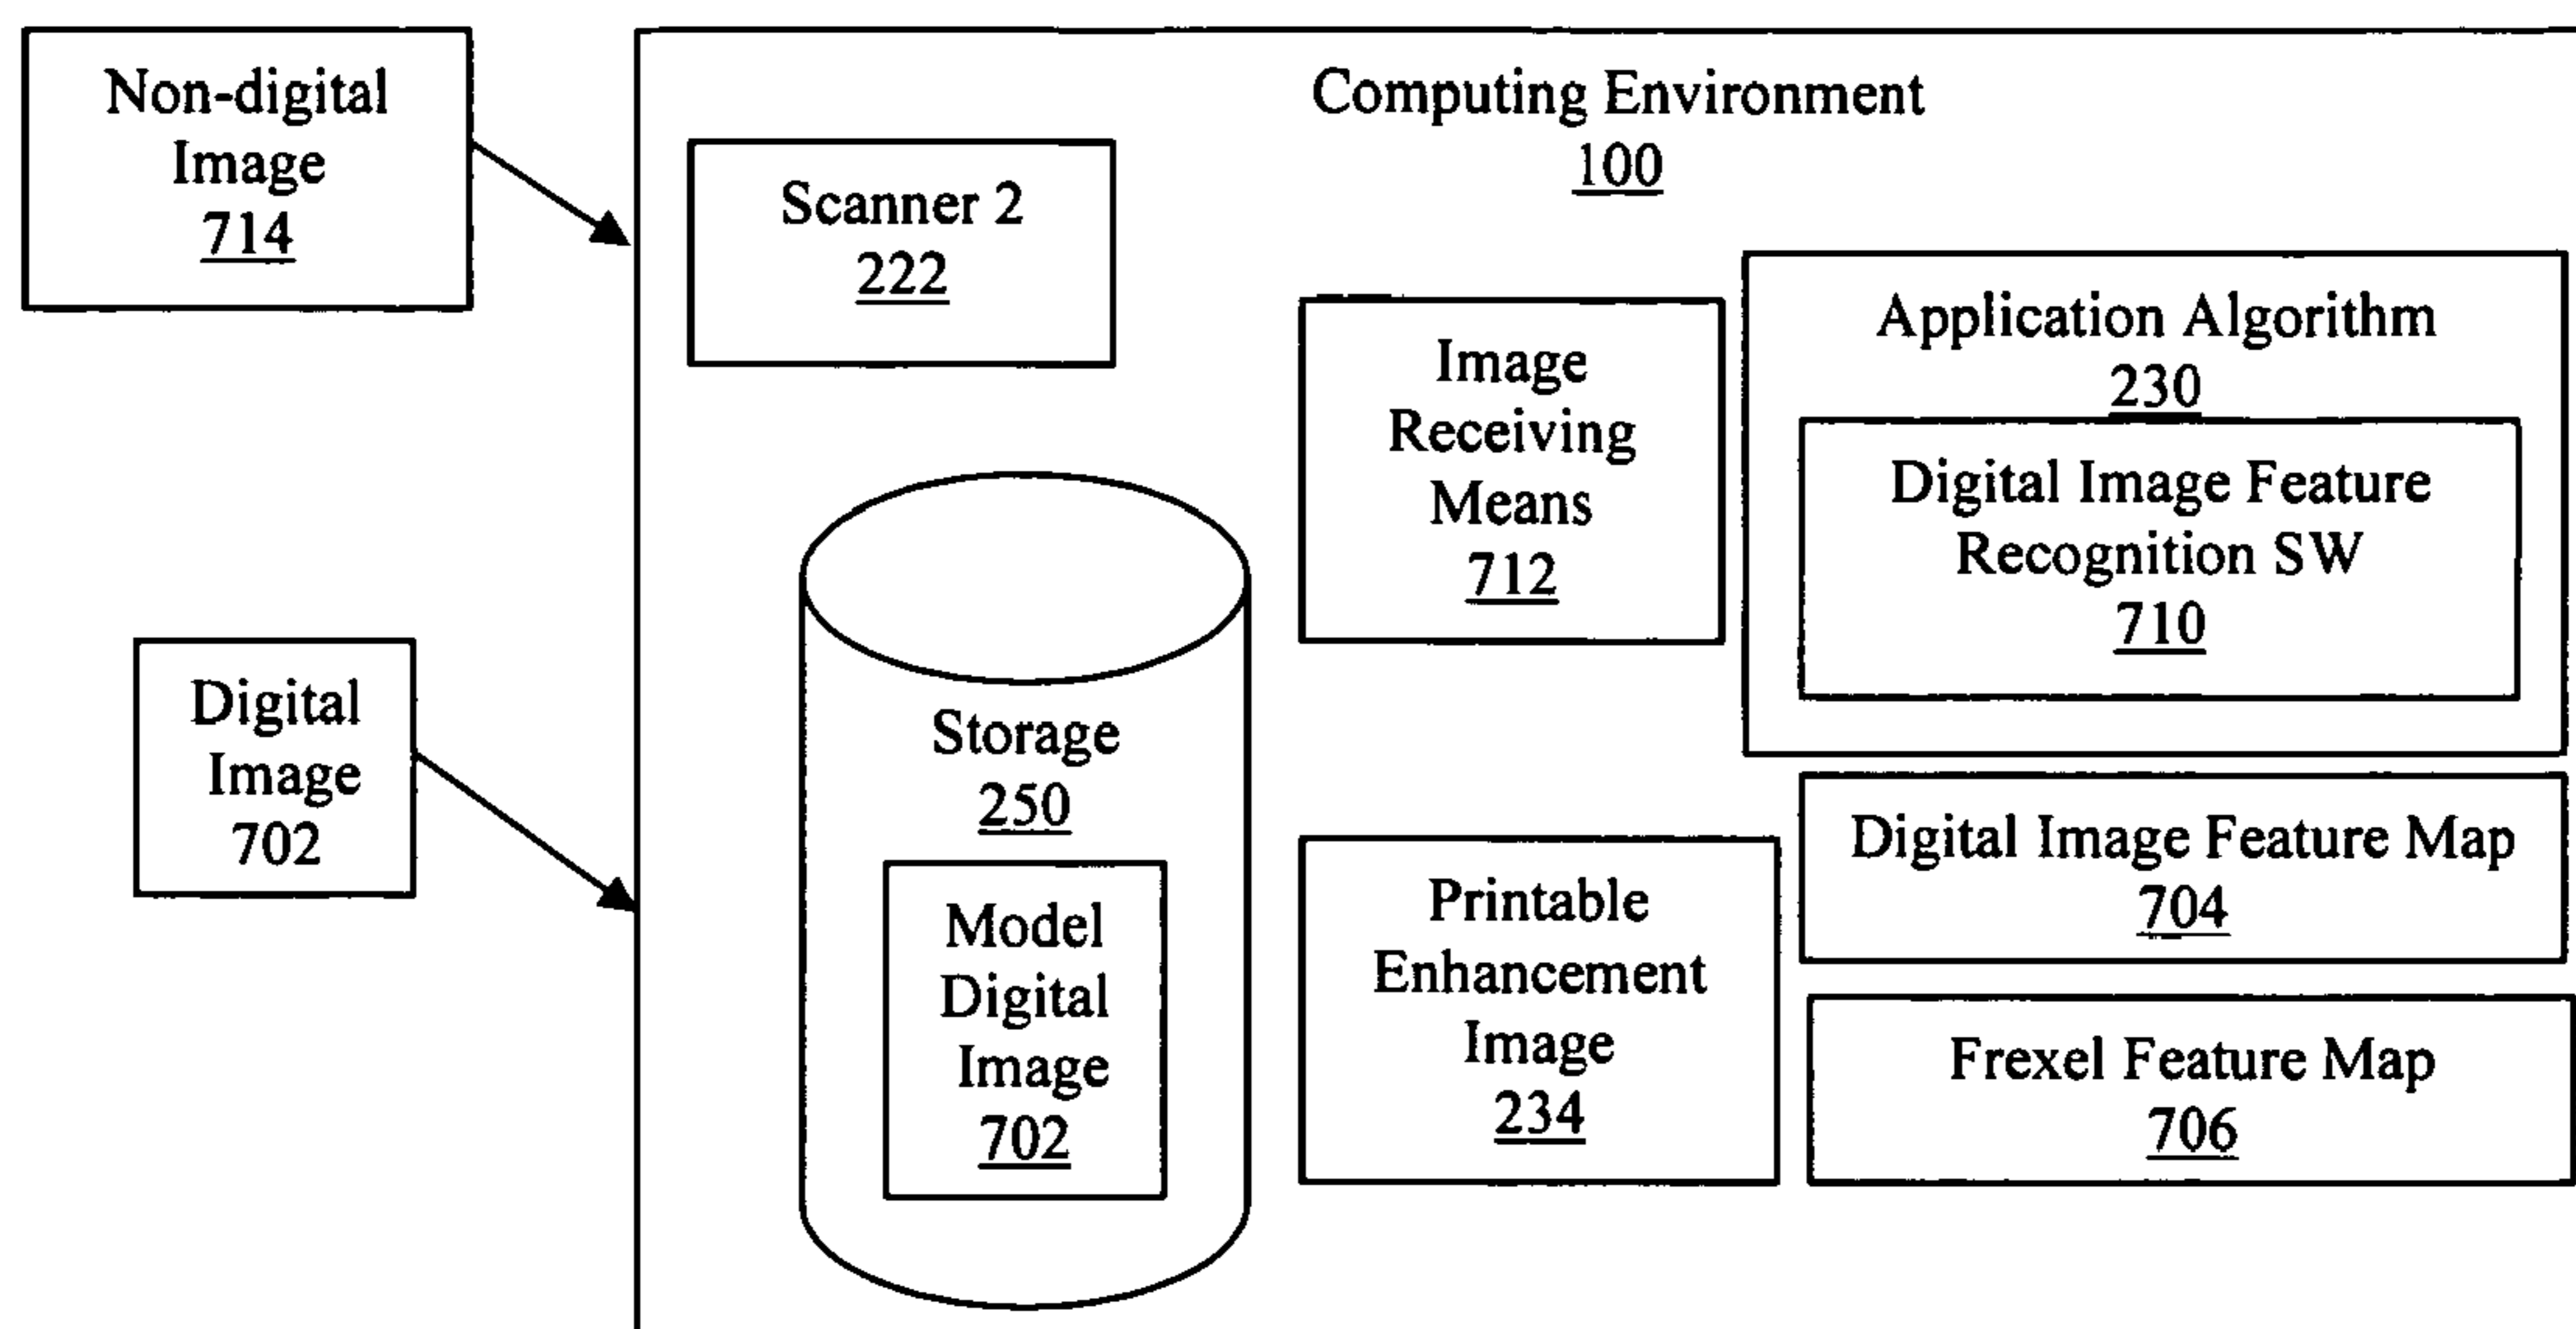 Non-digital
Image
714
Computing Environment
100
Scanner 2
222
Image
Receiving
Means
712
Application Algorithm
230
Digital Image Feature
Recognition SW
710
Digital
Image
702
Storage
250
Model
Digital
Image
702
Printable
Enhancement
Image
234
Digital Image Feature Map
704
Frexel Feature Map
706